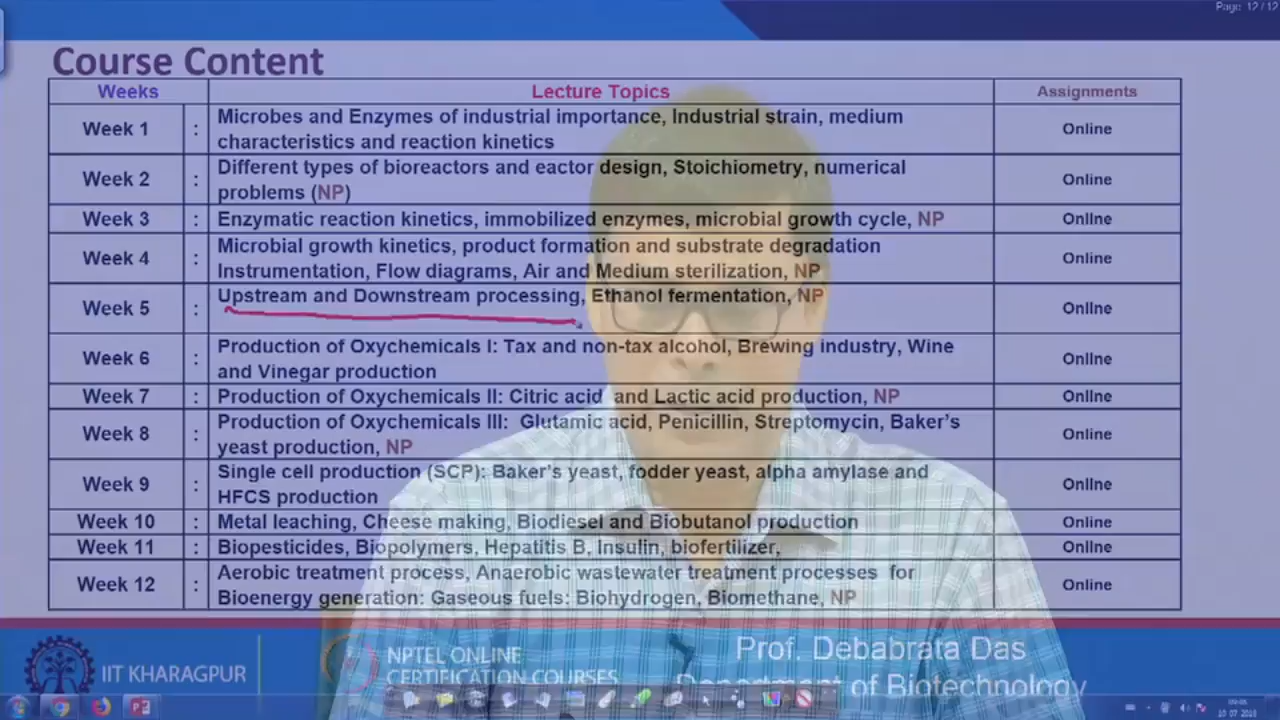 Page: 12 / 12
Course Content
Weeks Lecture Topics Assignments
Week 1 : Microbes and Enzymes of industrial importance, Industrial strain, medium
characteristics and reaction kinetics Online
Week 2 : Different types of bioreactors and eactor design, Stoichiometry, numerical
problems (NP) Online
Week 3 : Enzymatic reaction kinetics, immobilized enzymes, microbial growth cycle, NP Online
Week 4 : Microbial growth kinetics, product formation and substrate degradation
Instrumentation, Flow diagrams, Air and Medium sterilization, NP Online
Week 5 : Upstream and Downstream processing, Ethanol fermentation, NP Online
Week 6 : Production of Oxychemicals I: Tax and non-tax alcohol, Brewing industry, Wine
and Vinegar production Online
Week 7 : Production of Oxychemicals II: Citric acid and Lactic acid production, NP Online
Week 8 : Production of Oxychemicals III: Glutamic acid, Penicillin, Streptomycin, Baker's
yeast production, NP Online
Week 9 : Single cell production (SCP): Baker's yeast, fodder yeast, alpha amylase and
HFCS production Online
Week 10 : Metal leaching, Cheese making, Biodiesel and Biobutanol production Online
Week 11 : Biopesticides, Biopolymers, Hepatitis B, Insulin, biofertilizer, Online
Week 12 : Aerobic treatment process, Anaerobic wastewater treatment processes for
Bioenergy generation: Gaseous fuels: Biohydrogen, Biomethane, NP Online
IIT KHARAGPUR
NPTEL ONLINE
CERTIFICATION COURSES
Prof. Debabrata Das
Department of Biotechnology